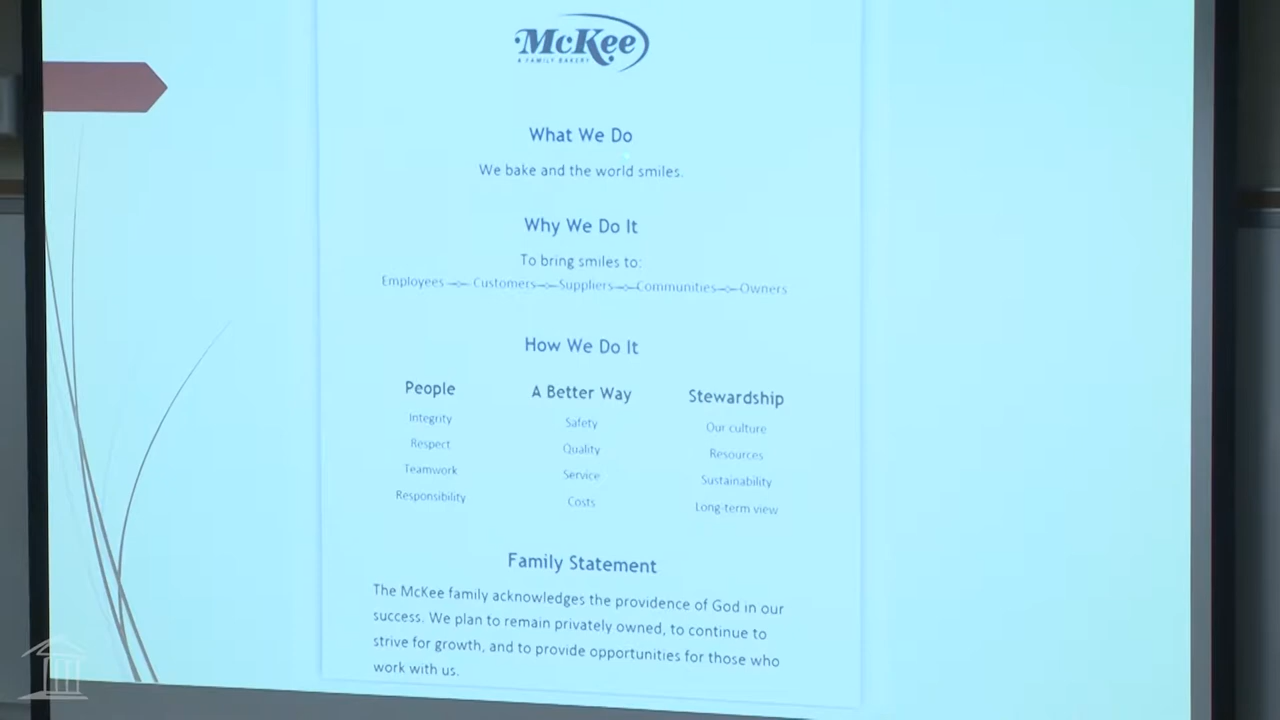 McKee
A FAMILY BAKERY
What We Do
We bake and the world smiles.
Why We Do It
To bring smiles to:
Employees Customers Suppliers Communities Owners
How We Do It
People A Better Way Stewardship
Integrity Safety Our culture
Respect Quality Resources
Teamwork Service Sustainability
Responsibility Costs Long-term view
Family Statement
The McKee family acknowledges the providence of God in our
success. We plan to remain privately owned, to continue to
strive for growth, and to provide opportunities for those who
work with us.